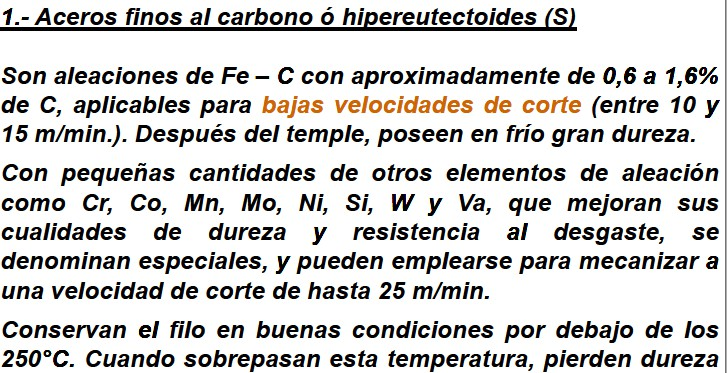 1.- Aceros finos al carbono ó hipereutectoides (S)
Son aleaciones de Fe – C con aproximadamente de 0,6 a 1,6%
de C, aplicables para bajas velocidades de corte (entre 10 y
15 m/min.). Después del temple, poseen en frío gran dureza.
Con pequeñas cantidades de otros elementos de aleación
como Cr, Co, Mn, Mo, Ni, Si, W y Va, que mejoran sus
cualidades de dureza y resistencia al desgaste, se
denominan especiales, y pueden emplearse para mecanizar a
una velocidad de corte de hasta 25 m/min.
Conservan el filo en buenas condiciones por debajo de los
250°C. Cuando sobrepasan esta temperatura, pierden dureza